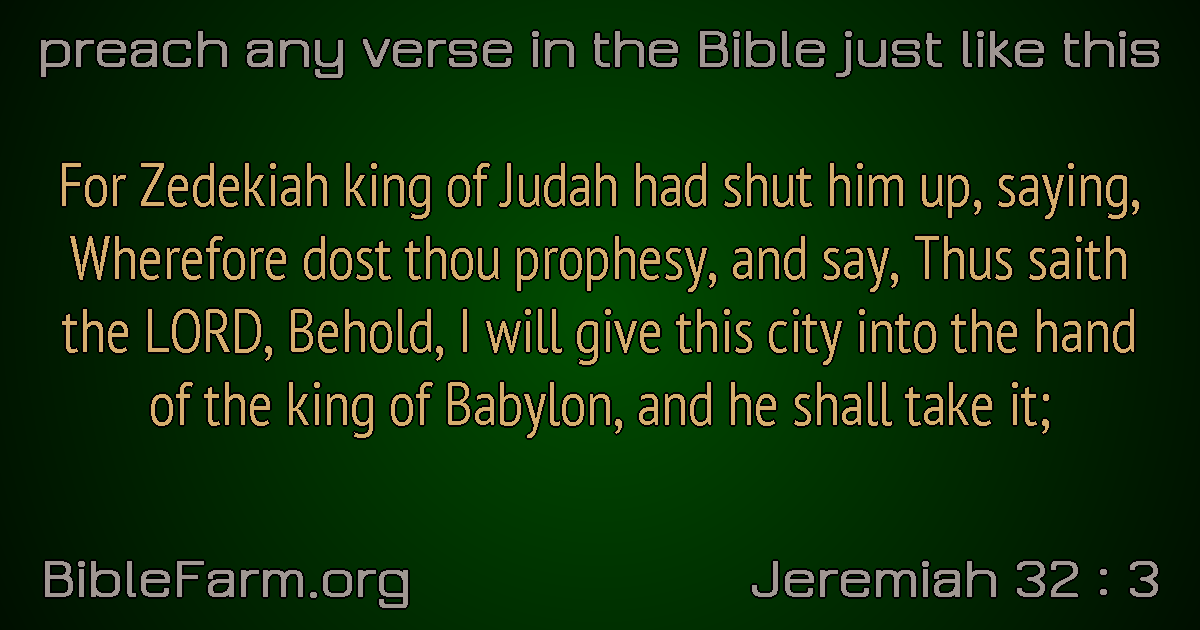 preach any verse in the Bible just like this
For Zedekiah king of Judah had shut him up, saying,
Wherefore dost thou prophesy, and say, Thus saith
the LORD, Behold, I will give this city into the hand
of the king of Babylon, and he shall take it;
BibleFarm.org
Jeremiah 32 : 3